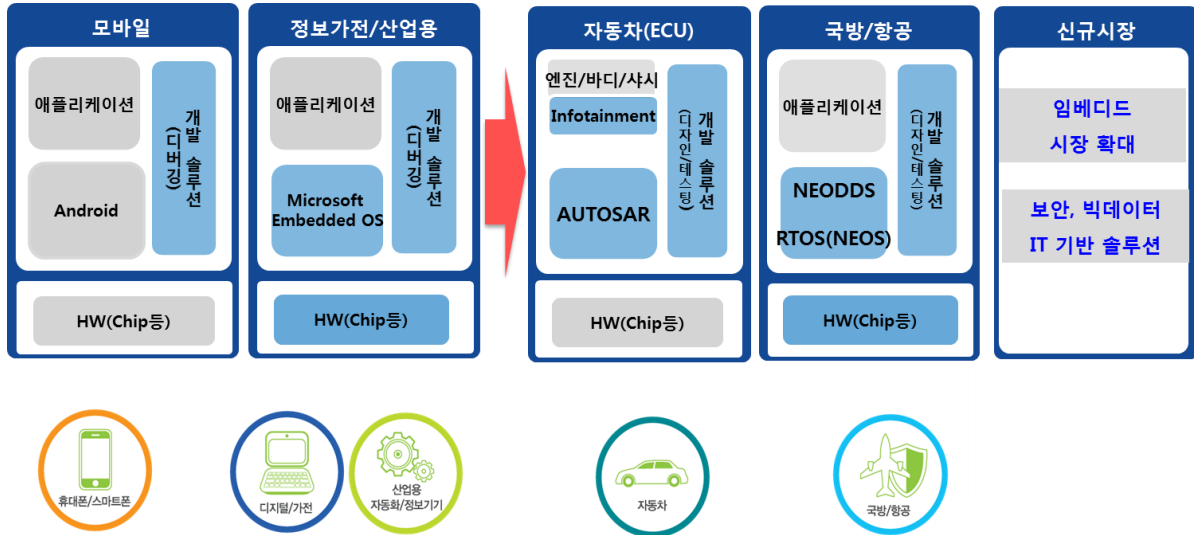 모바일
애플리케이션
개발 솔루션
(디버깅)
Android
HW(Chip등)
정보가전/산업용
애플리케이션
개발 솔루션
(디버깅)
Microsoft
Embedded OS
HW(Chip등)
자동차(ECU)
엔진/바디/샤시
Infotainment
개발 솔루션
(디자인/테스팅)
AUTOSAR
HW(Chip등)
국방/항공
애플리케이션
개발 솔루션
(디자인/테스팅)
NEODDS
RTOS(NEOS)
HW(Chip등)
신규시장
임베디드
시장 확대
보안, 빅데이터
IT 기반 솔루션
휴대폰/스마트폰
디지털/가전
산업용
자동화/정보기기
자동차
국방/항공